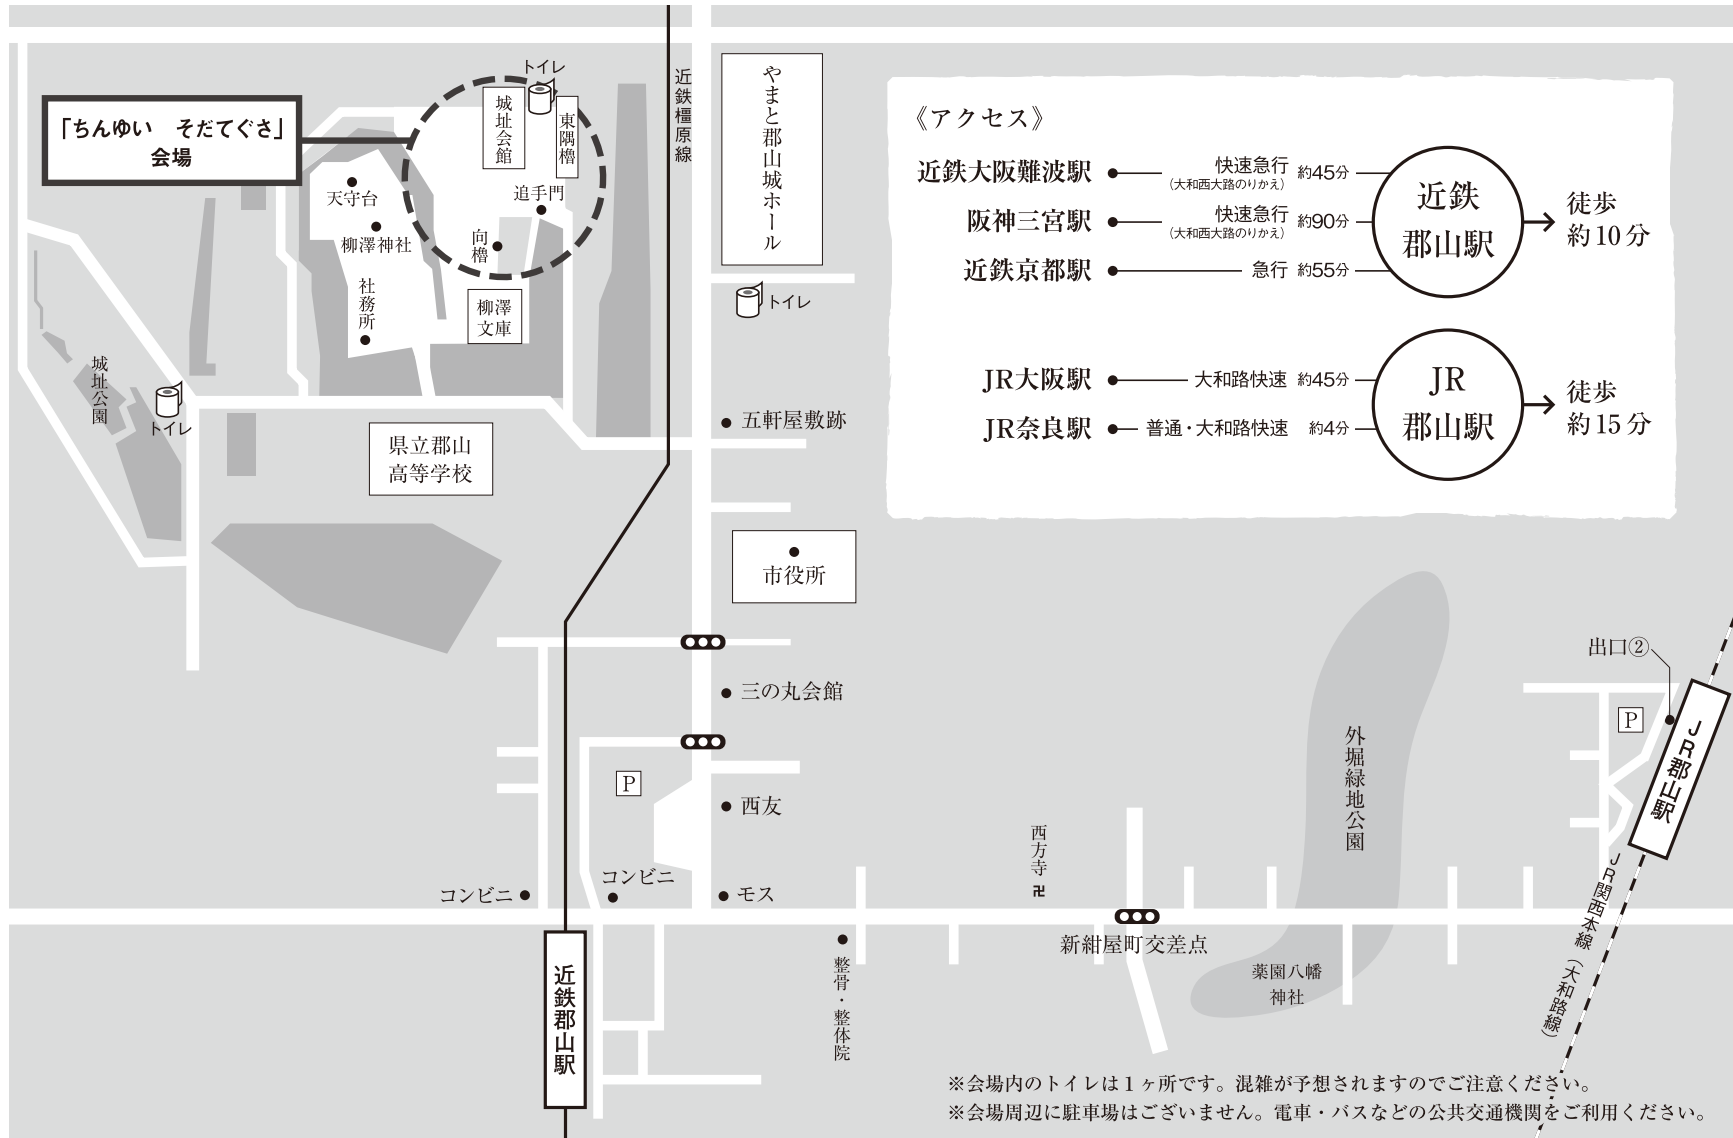 「ちんゆい そだてぐさ」
会場
トイレ
城址会館
東隅櫓
追手門
天守台
柳澤神社
向櫓
社務所
柳澤
文庫
城址公園
トイレ
県立郡山
高等学校
近鉄橿原線
やまと郡山城ホール
トイレ
五軒屋敷跡
市役所
三の丸会館
P
西友
コンビニ
コンビニ
モス
近鉄郡山駅
整骨・整体院
西方寺
卍
新紺屋町交差点
外堀緑地公園
薬園八幡
神社
出口②
P
JR郡山駅
JR関西本線(大和路線)
《アクセス》
近鉄大阪難波駅 快速急行 約45分
(大和西大路のりかえ)
阪神三宮駅 快速急行 約90分
(大和西大路のりかえ)
近鉄京都駅 急行 約55分
近鉄
郡山駅
徒歩
約10分
JR大阪駅 大和路快速 約45分
JR奈良駅 普通・大和路快速 約4分
JR
郡山駅
徒歩
約15分
※会場内のトイレは1ヶ所です。混雑が予想されますのでご注意ください。
※会場周辺に駐車場はございません。電車・バスなどの公共交通機関をご利用ください。